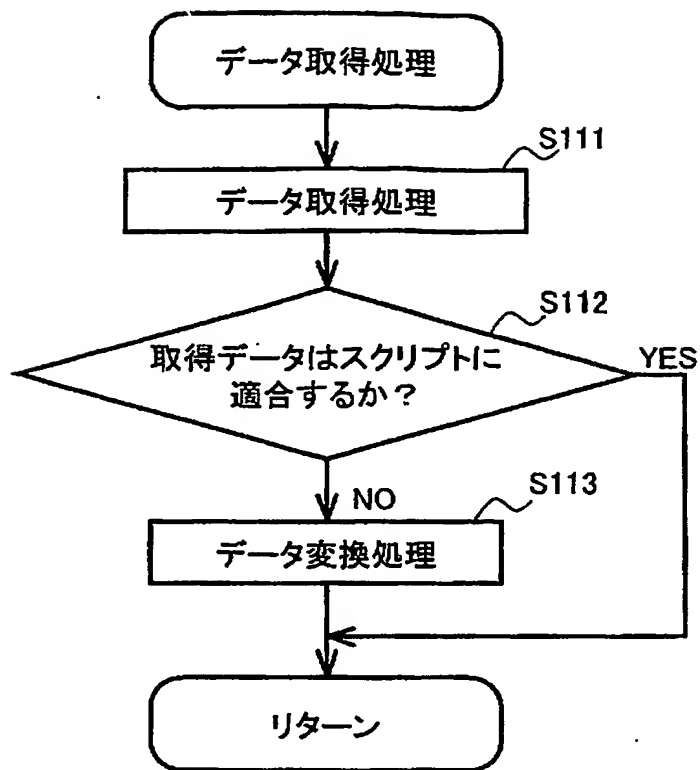 データ取得処理
S111
データ取得処理
S112
取得データはスクリプトに
適合するか？
YES
NO
S113
データ変換処理
リターン